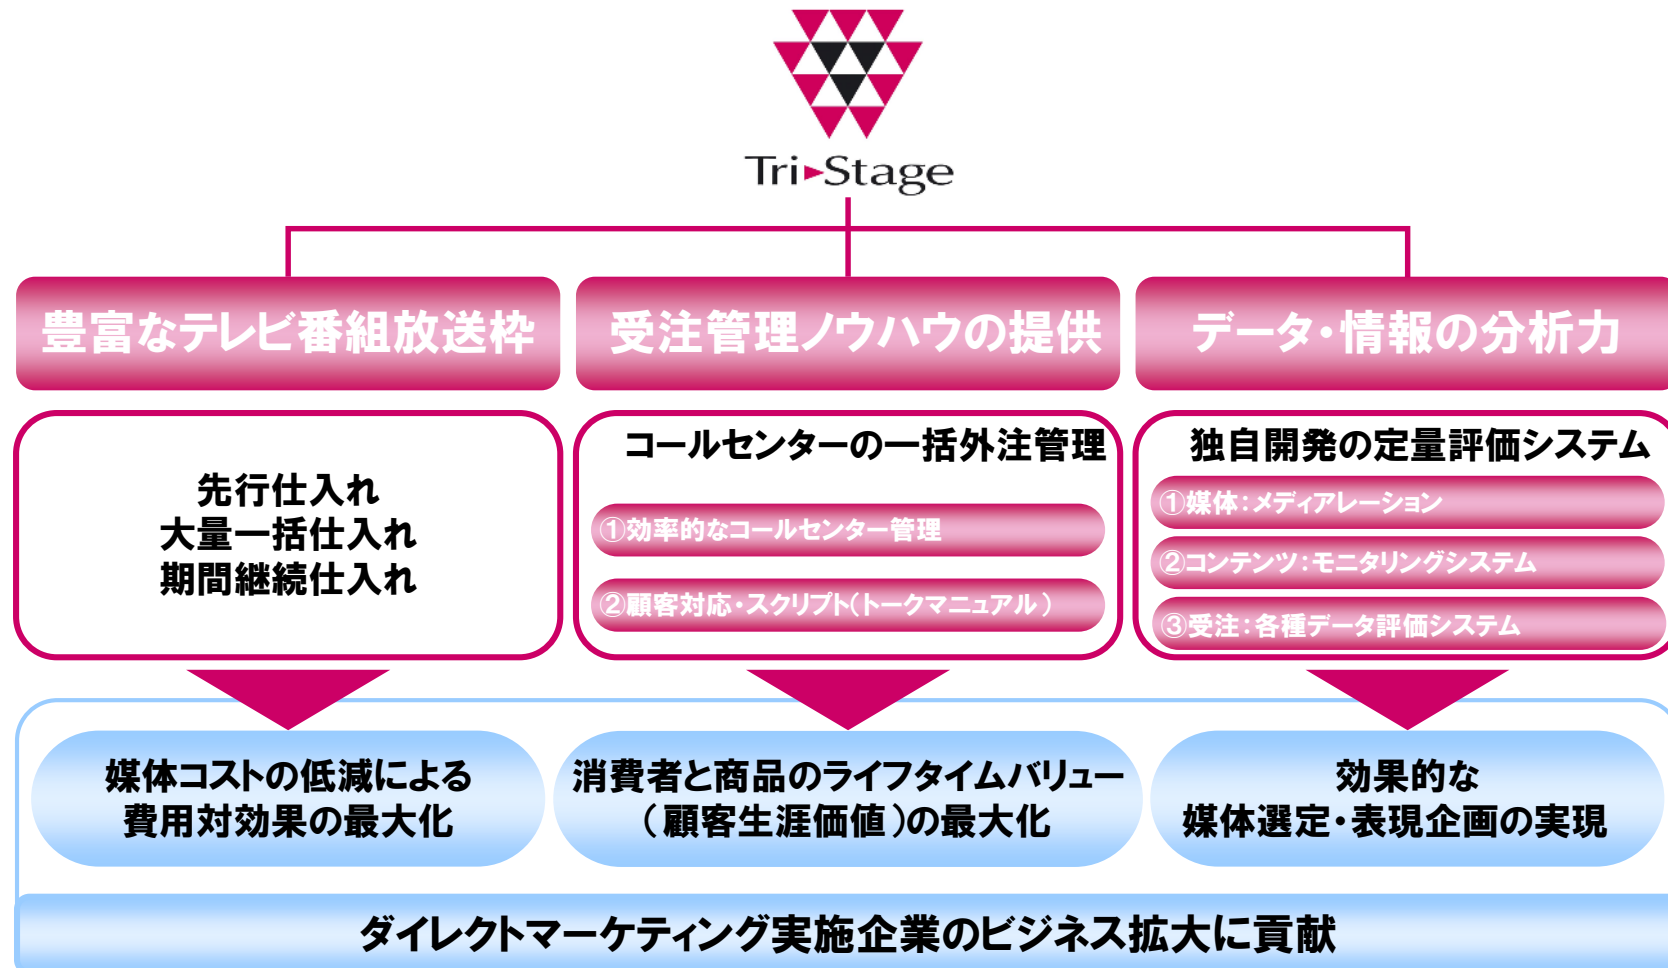 Tri-Stage
豊富なテレビ番組放送枠
受注管理ノウハウの提供
データ・情報の分析力
先行仕入れ
大量一括仕入れ
期間継続仕入れ
コールセンターの一括外注管理
①効率的なコールセンター管理
②顧客対応・スクリプト(トークマニュアル)
独自開発の定量評価システム
①媒体：メディアレーション
②コンテンツ：モニタリングシステム
③受注：各種データ評価システム
媒体コストの低減による
費用対効果の最大化
消費者と商品のライフタイムバリュー
(顧客生涯価値)の最大化
効果的な
媒体選定・表現企画の実現
ダイレクトマーケティング実施企業のビジネス拡大に貢献